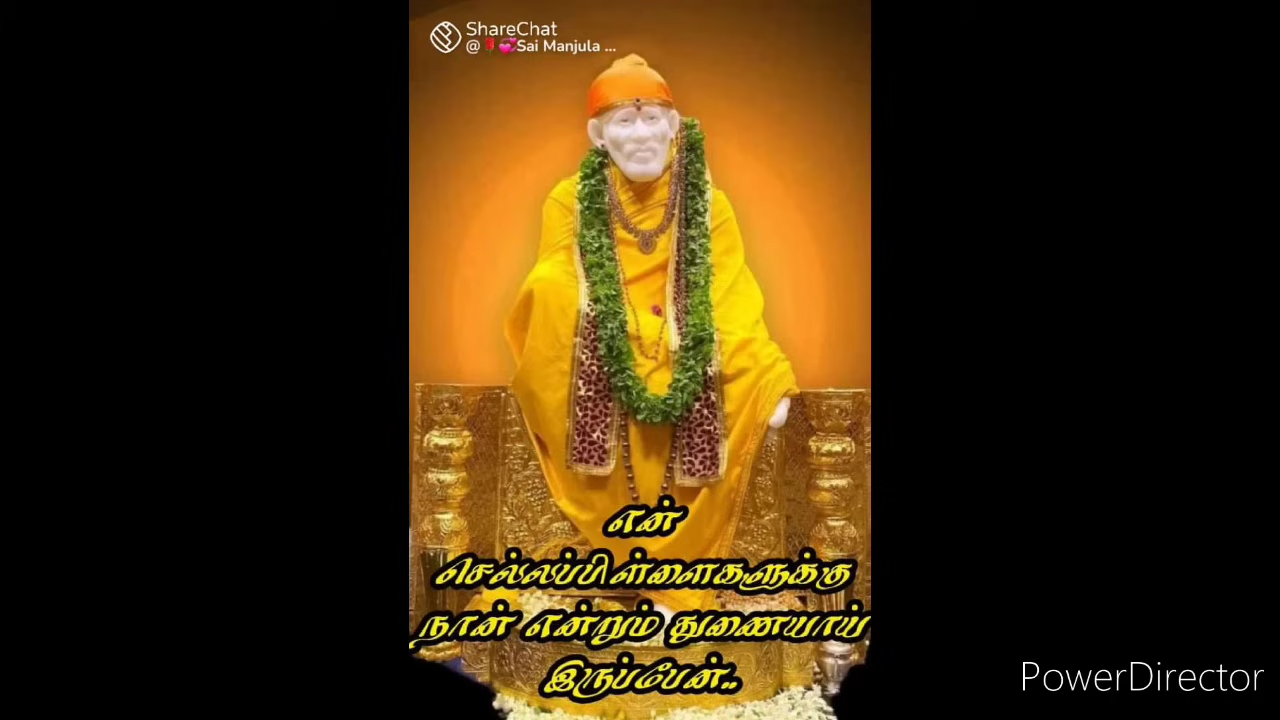 ShareChat
@🌹💞Sai Manjula ...
என்
செல்லப்பிள்ளைகளுக்கு
நான் என்றும் துணையாய்
இருப்பேன்..
PowerDirector